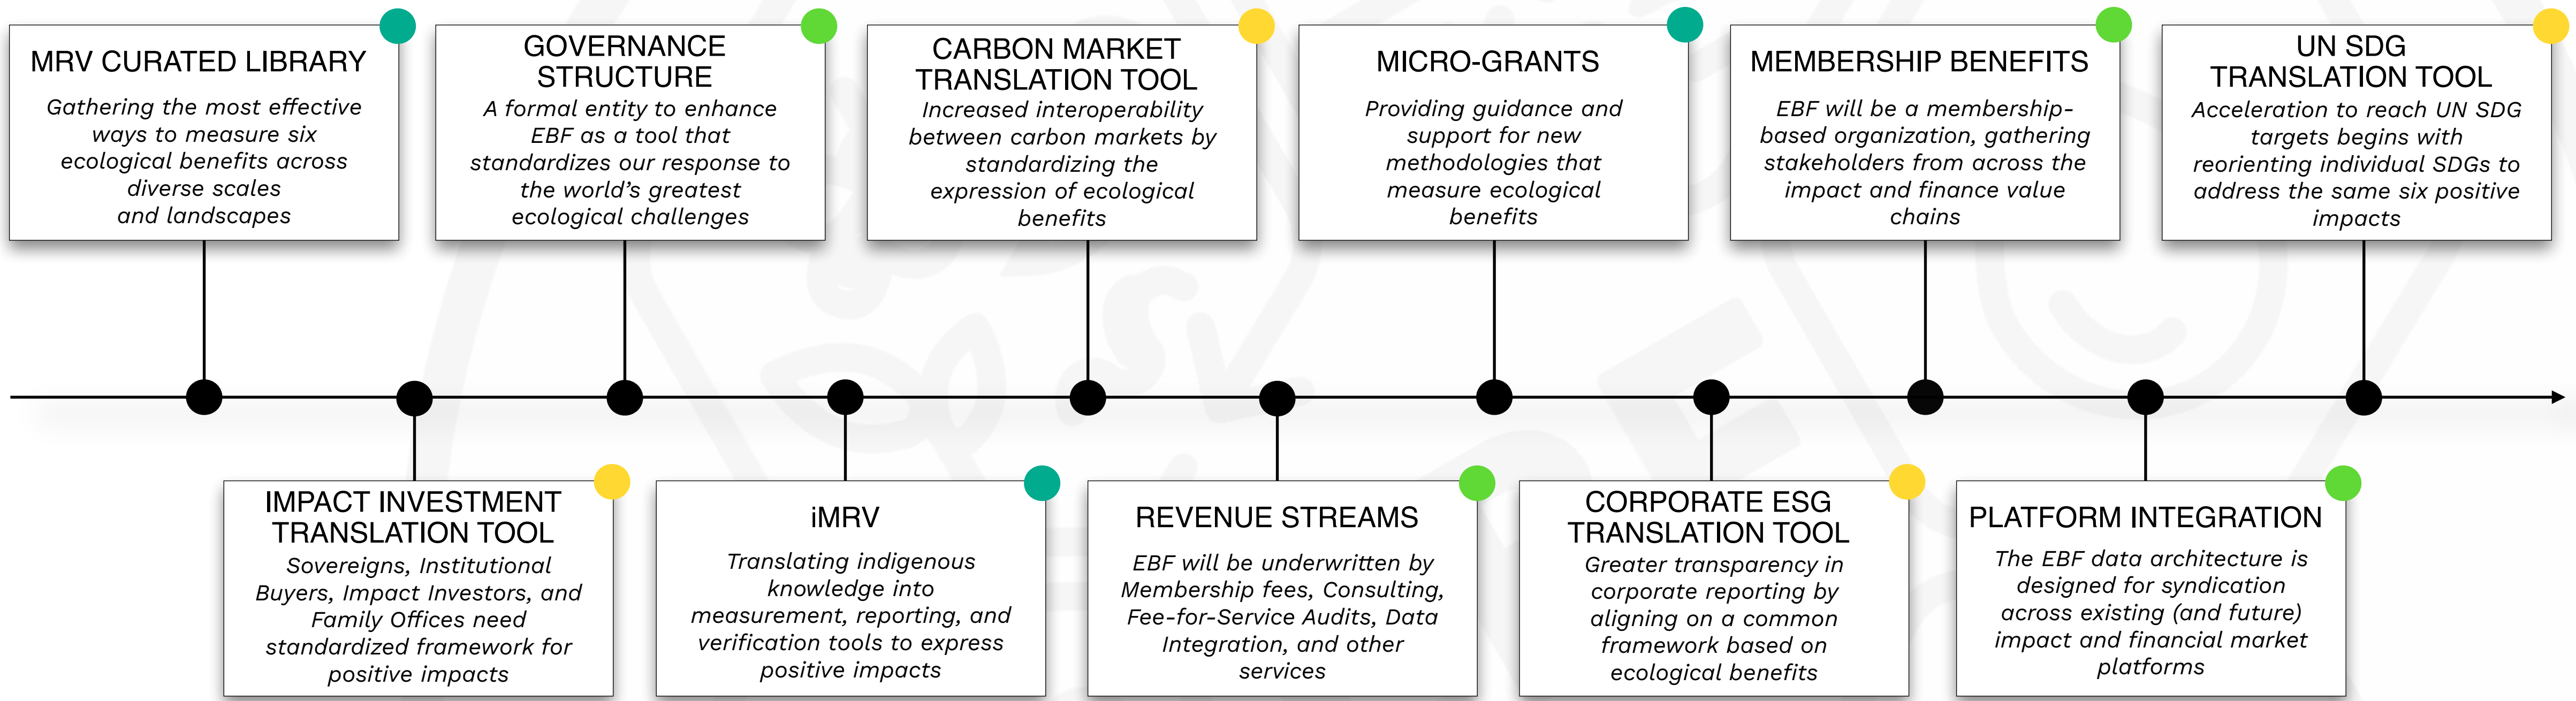 MRV CURATED LIBRARY
Gathering the most effective
ways to measure six
ecological benefits across
diverse scales
and landscapes
GOVERNANCE
STRUCTURE
A formal entity to enhance
EBF as a tool that
standardizes our response to
the world's greatest
ecological challenges
CARBON MARKET
TRANSLATION TOOL
Increased interoperability
between carbon markets by
standardizing the
expression of ecological
benefits
MICRO-GRANTS
Providing guidance and
support for new
methodologies that
measure ecological
benefits
MEMBERSHIP BENEFITS
EBF will be a membership-
based organization, gathering
stakeholders from across the
impact and finance value
chains
UN SDG
TRANSLATION TOOL
Acceleration to reach UN SDG
targets begins with
reorienting individual SDGs to
address the same six positive
impacts
IMPACT INVESTMENT
TRANSLATION TOOL
Sovereigns, Institutional
Buyers, Impact Investors, and
Family Offices need
standardized framework for
positive impacts
iMRV
Translating indigenous
knowledge into
measurement, reporting, and
verification tools to express
positive impacts
REVENUE STREAMS
EBF will be underwritten by
Membership fees, Consulting,
Fee-for-Service Audits, Data
Integration, and other
services
CORPORATE ESG
TRANSLATION TOOL
Greater transparency in
corporate reporting by
aligning on a common
framework based on
ecological benefits
PLATFORM INTEGRATION
The EBF data architecture is
designed for syndication
across existing (and future)
impact and financial market
platforms